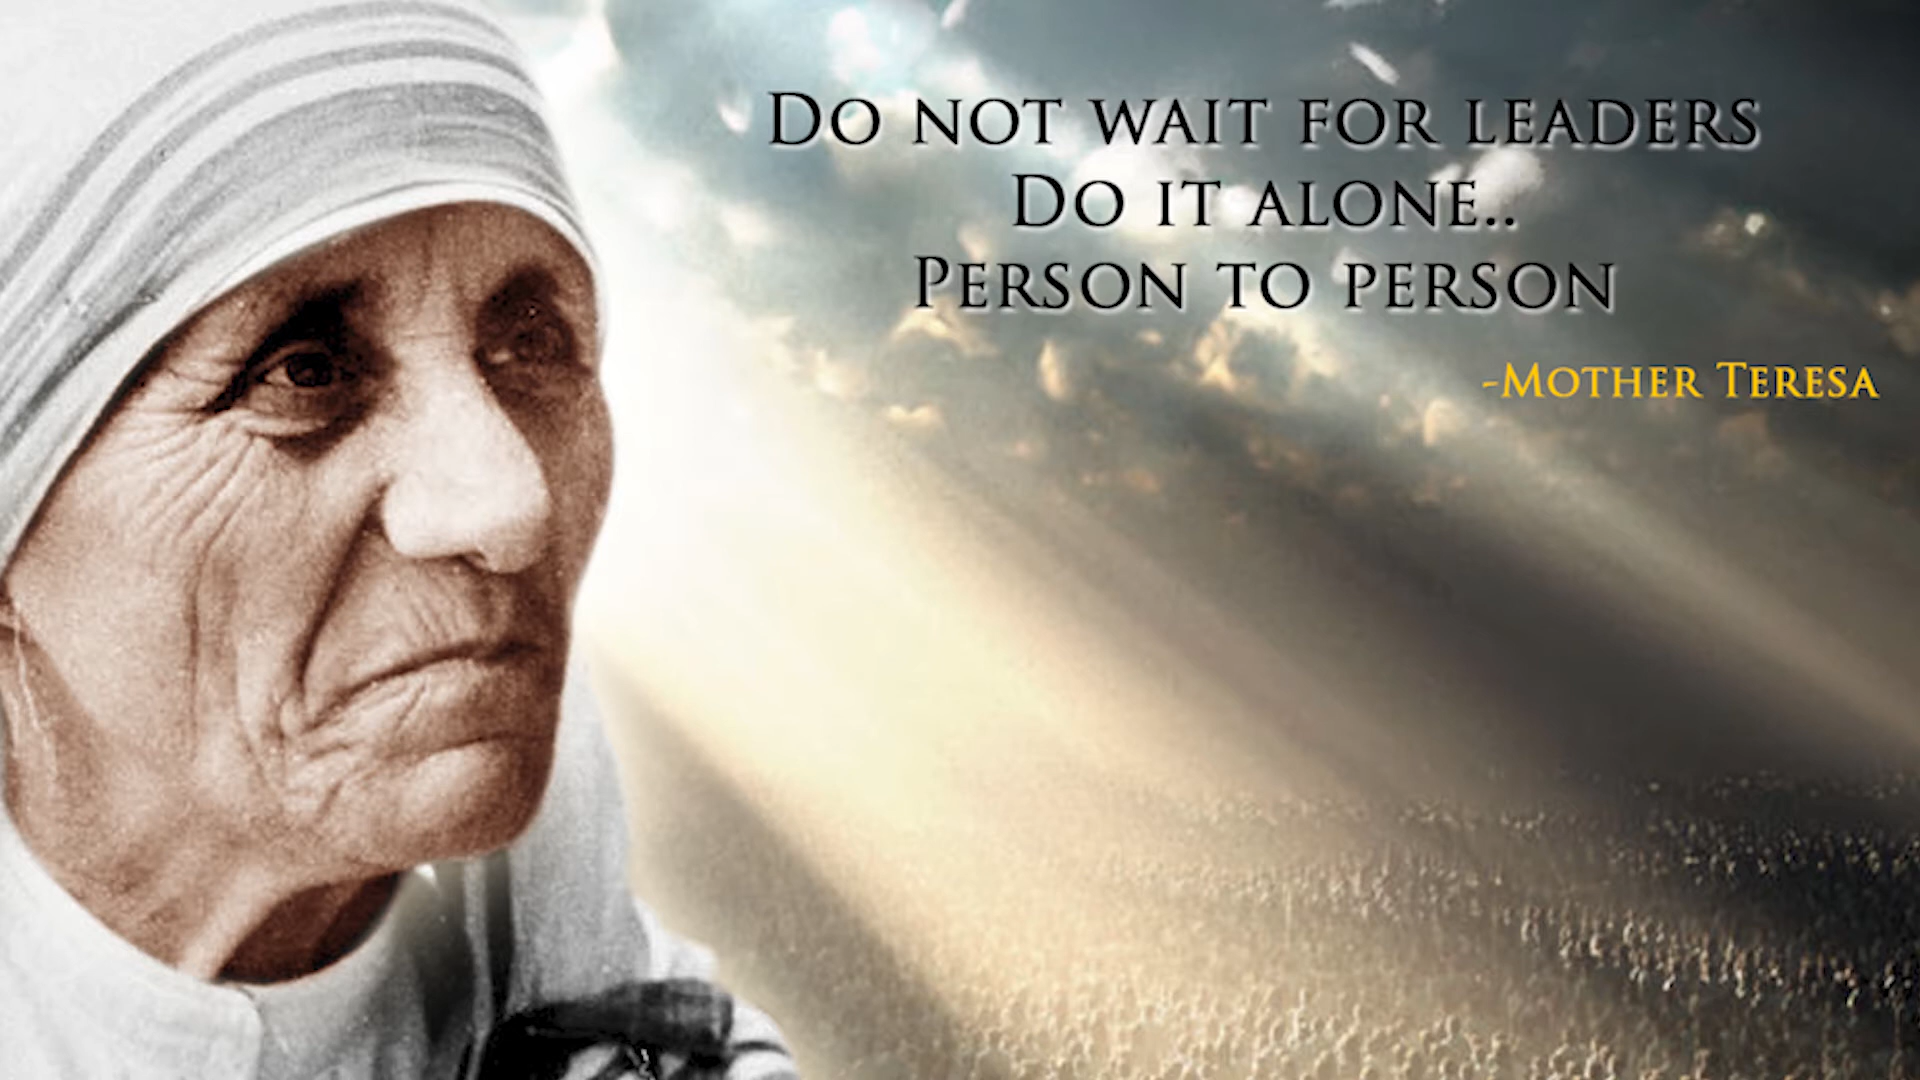 Do not wait for leaders
Do it alone..
Person to person
-Mother Teresa